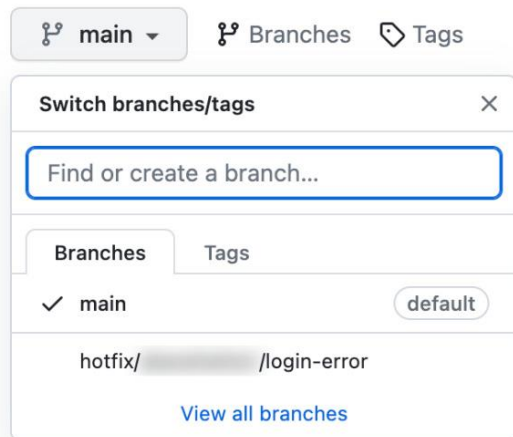 main Branches Tags
Switch branches/tags
Find or create a branch...
Branches Tags
main default
hotfix/ /login-error
View all branches